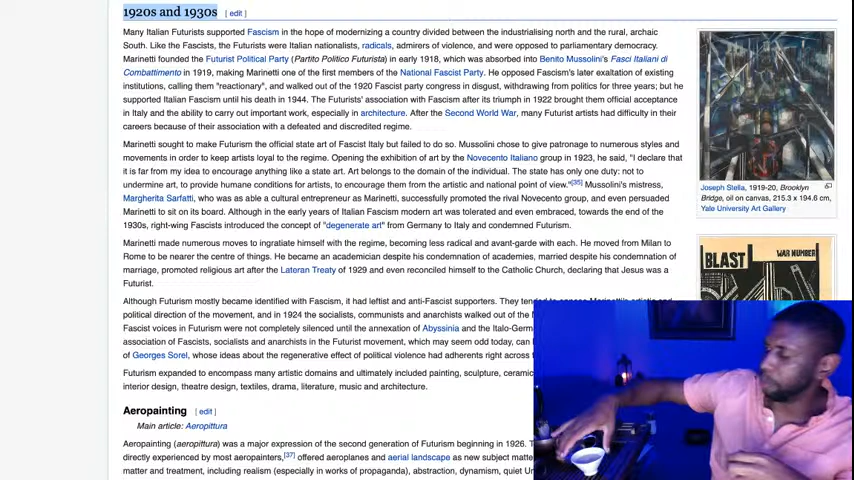 1920s and 1930s [ edit ]
Many Italian Futurists supported Fascism in the hope of modernizing a country divided between the industrialising north and the rural, archaic
South. Like the Fascists, the Futurists were Italian nationalists, radicals, admirers of violence, and were opposed to parliamentary democracy.
Marinetti founded the Futurist Political Party (Partito Politico Futurista) in early 1918, which was absorbed into Benito Mussolini's Fasci Italiani di
Combattimento in 1919, making Marinetti one of the first members of the National Fascist Party. He opposed Fascism's later exaltation of existing
institutions, calling them "reactionary", and walked out of the 1920 Fascist party congress in disgust, withdrawing from politics for three years; but he
supported Italian Fascism until his death in 1944. The Futurists' association with Fascism after its triumph in 1922 brought them official acceptance
in Italy and the ability to carry out important work, especially in architecture. After the Second World War, many Futurist artists had difficulty in their
careers because of their association with a defeated and discredited regime.
Marinetti sought to make Futurism the official state art of Fascist Italy but failed to do so. Mussolini chose to give patronage to numerous styles and
movements in order to keep artists loyal to the regime. Opening the exhibition of art by the Novecento Italiano group in 1923, he said, "I declare that
it is far from my idea to encourage anything like a state art. Art belongs to the domain of the individual. The state has only one duty: not to
undermine art, to provide humane conditions for artists, to encourage them from the artistic and national point of view."[35] Mussolini's mistress,
Margherita Sarfatti, who was as able a cultural entrepreneur as Marinetti, successfully promoted the rival Novecento group, and even persuaded
Marinetti to sit on its board. Although in the early years of Italian Fascism modern art was tolerated and even embraced, towards the end of the
1930s, right-wing Fascists introduced the concept of "degenerate art" from Germany to Italy and condemned Futurism.
Marinetti made numerous moves to ingratiate himself with the regime, becoming less radical and avant-garde with each. He moved from Milan to
Rome to be nearer the centre of things. He became an academician despite his condemnation of academies, married despite his condemnation of
marriage, promoted religious art after the Lateran Treaty of 1929 and even reconciled himself to the Catholic Church, declaring that Jesus was a
Futurist.
Although Futurism mostly became identified with Fascism, it had leftist and anti-Fascist supporters. They
political direction of the movement, and in 1924 the socialists, communists and anarchists walked out of the
Fascist voices in Futurism were not completely silenced until the annexation of Abyssinia and the
association of Fascists, socialists and anarchists in the Futurist movement, which may seem odd today, can
of Georges Sorel, whose ideas about the regenerative effect of political violence had adherents right across
Futurism expanded to encompass many artistic domains and ultimately included painting, sculpture,
interior design, theatre design, textiles, drama, literature, music and architecture.
Aeropainting [ edit ]
Main article: Aeropittura
Aeropainting (aeropittura) was a major expression of the second generation of Futurism beginning in 1926.
directly experienced by most aeropainters,[37] offered aeroplanes and aerial landscape as new subject
matter and treatment, including realism (especially in works of propaganda), abstraction, dynamism, quiet
Joseph Stella, 1919-20, Brooklyn
Bridge, oil on canvas, 215.3 x 194.6 cm,
Yale University Art Gallery
BLAST
WAR NUMBER